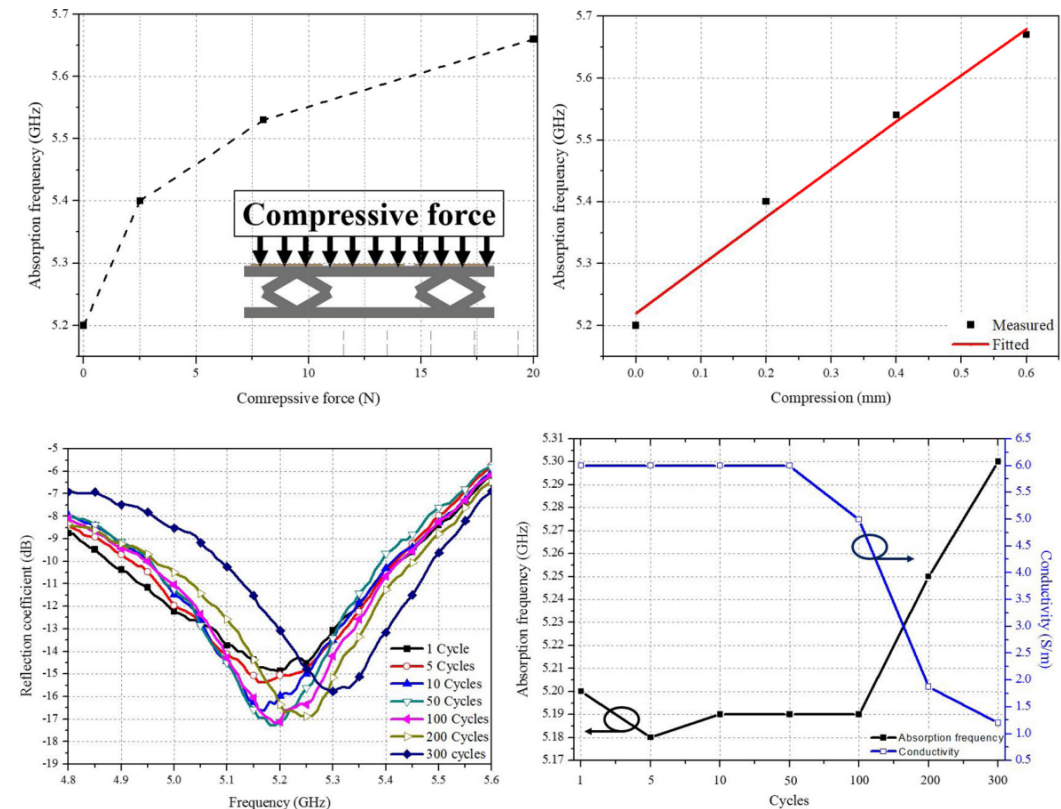 5.7
5.6
5.5
5.4
5.3
5.2
Absorption frequency (GHz)
Compressive force
0 5 10 15 20
Comrepssive force (N)
5.7
5.6
5.5
5.4
5.3
5.2
Absorption frequency (GHz)
Measured
Fitted
0.0 0.1 0.2 0.3 0.4 0.5 0.6
Compression (mm)
-5
-6
-7
-8
-9
-10
-11
-12
-13
-14
-15
-16
-17
-18
-19
Reflection coefficient (dB)
1 Cycle
5 Cycles
10 Cycles
50 Cycles
100 Cycles
200 Cycles
300 cycles
4.8 4.9 5.0 5.1 5.2 5.3 5.4 5.5 5.6
Frequency (GHz)
5.31
5.30
5.29
5.28
5.27
5.26
5.25
5.24
5.20
5.19
5.18
5.17
Absorption frequency (GHz)
6.5
6.0
5.5
5.0
4.5
4.0
3.5
3.0
2.5
2.0
1.5
1.0
0.5
Conductivity (S/m)
Absorption frequency
Conductivity
1 5 10 50 100 200 300
Cycles